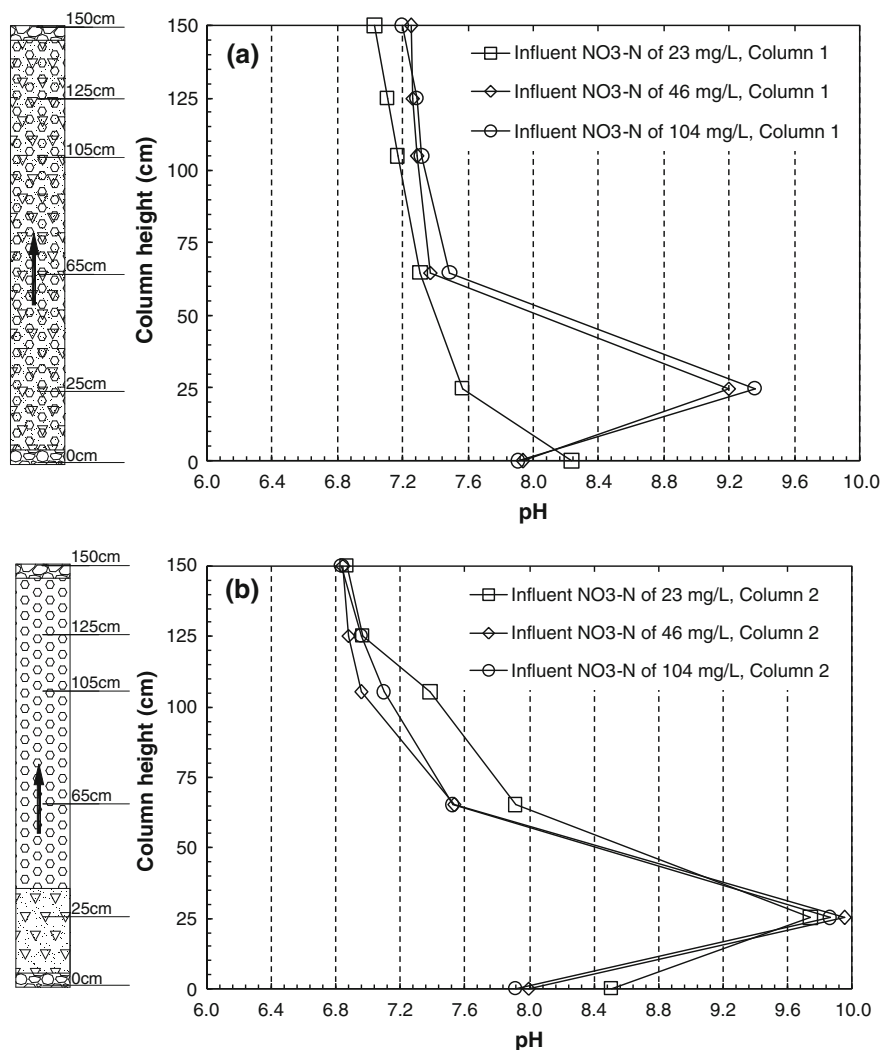 150cm
125cm
105cm
65cm
25cm
0cm
Column height (cm)
150
125
100
75
50
25
0
(a)
Influent NO3-N of 23 mg/L, Column 1
Influent NO3-N of 46 mg/L, Column 1
Influent NO3-N of 104 mg/L, Column 1
6.0 6.4 6.8 7.2 7.6 8.0 8.4 8.8 9.2 9.6 10.0
pH
150cm
125cm
105cm
65cm
25cm
0cm
Column height (cm)
150
125
100
75
50
25
0
(b)
Influent NO3-N of 23 mg/L, Column 2
Influent NO3-N of 46 mg/L, Column 2
Influent NO3-N of 104 mg/L, Column 2
6.0 6.4 6.8 7.2 7.6 8.0 8.4 8.8 9.2 9.6 10.0
pH